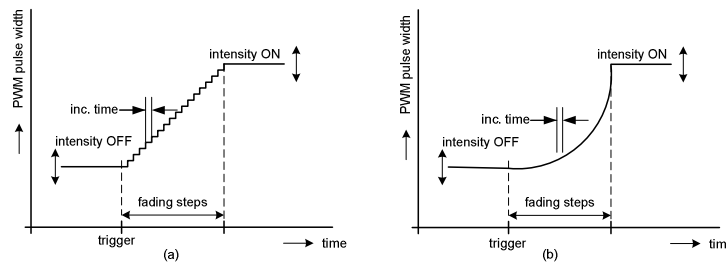 (a)
PWM pulse width
intensity ON
inc. time
intensity OFF
fading steps
trigger
time
(b)
PWM pulse width
intensity ON
inc. time
intensity OFF
fading steps
trigger
tim